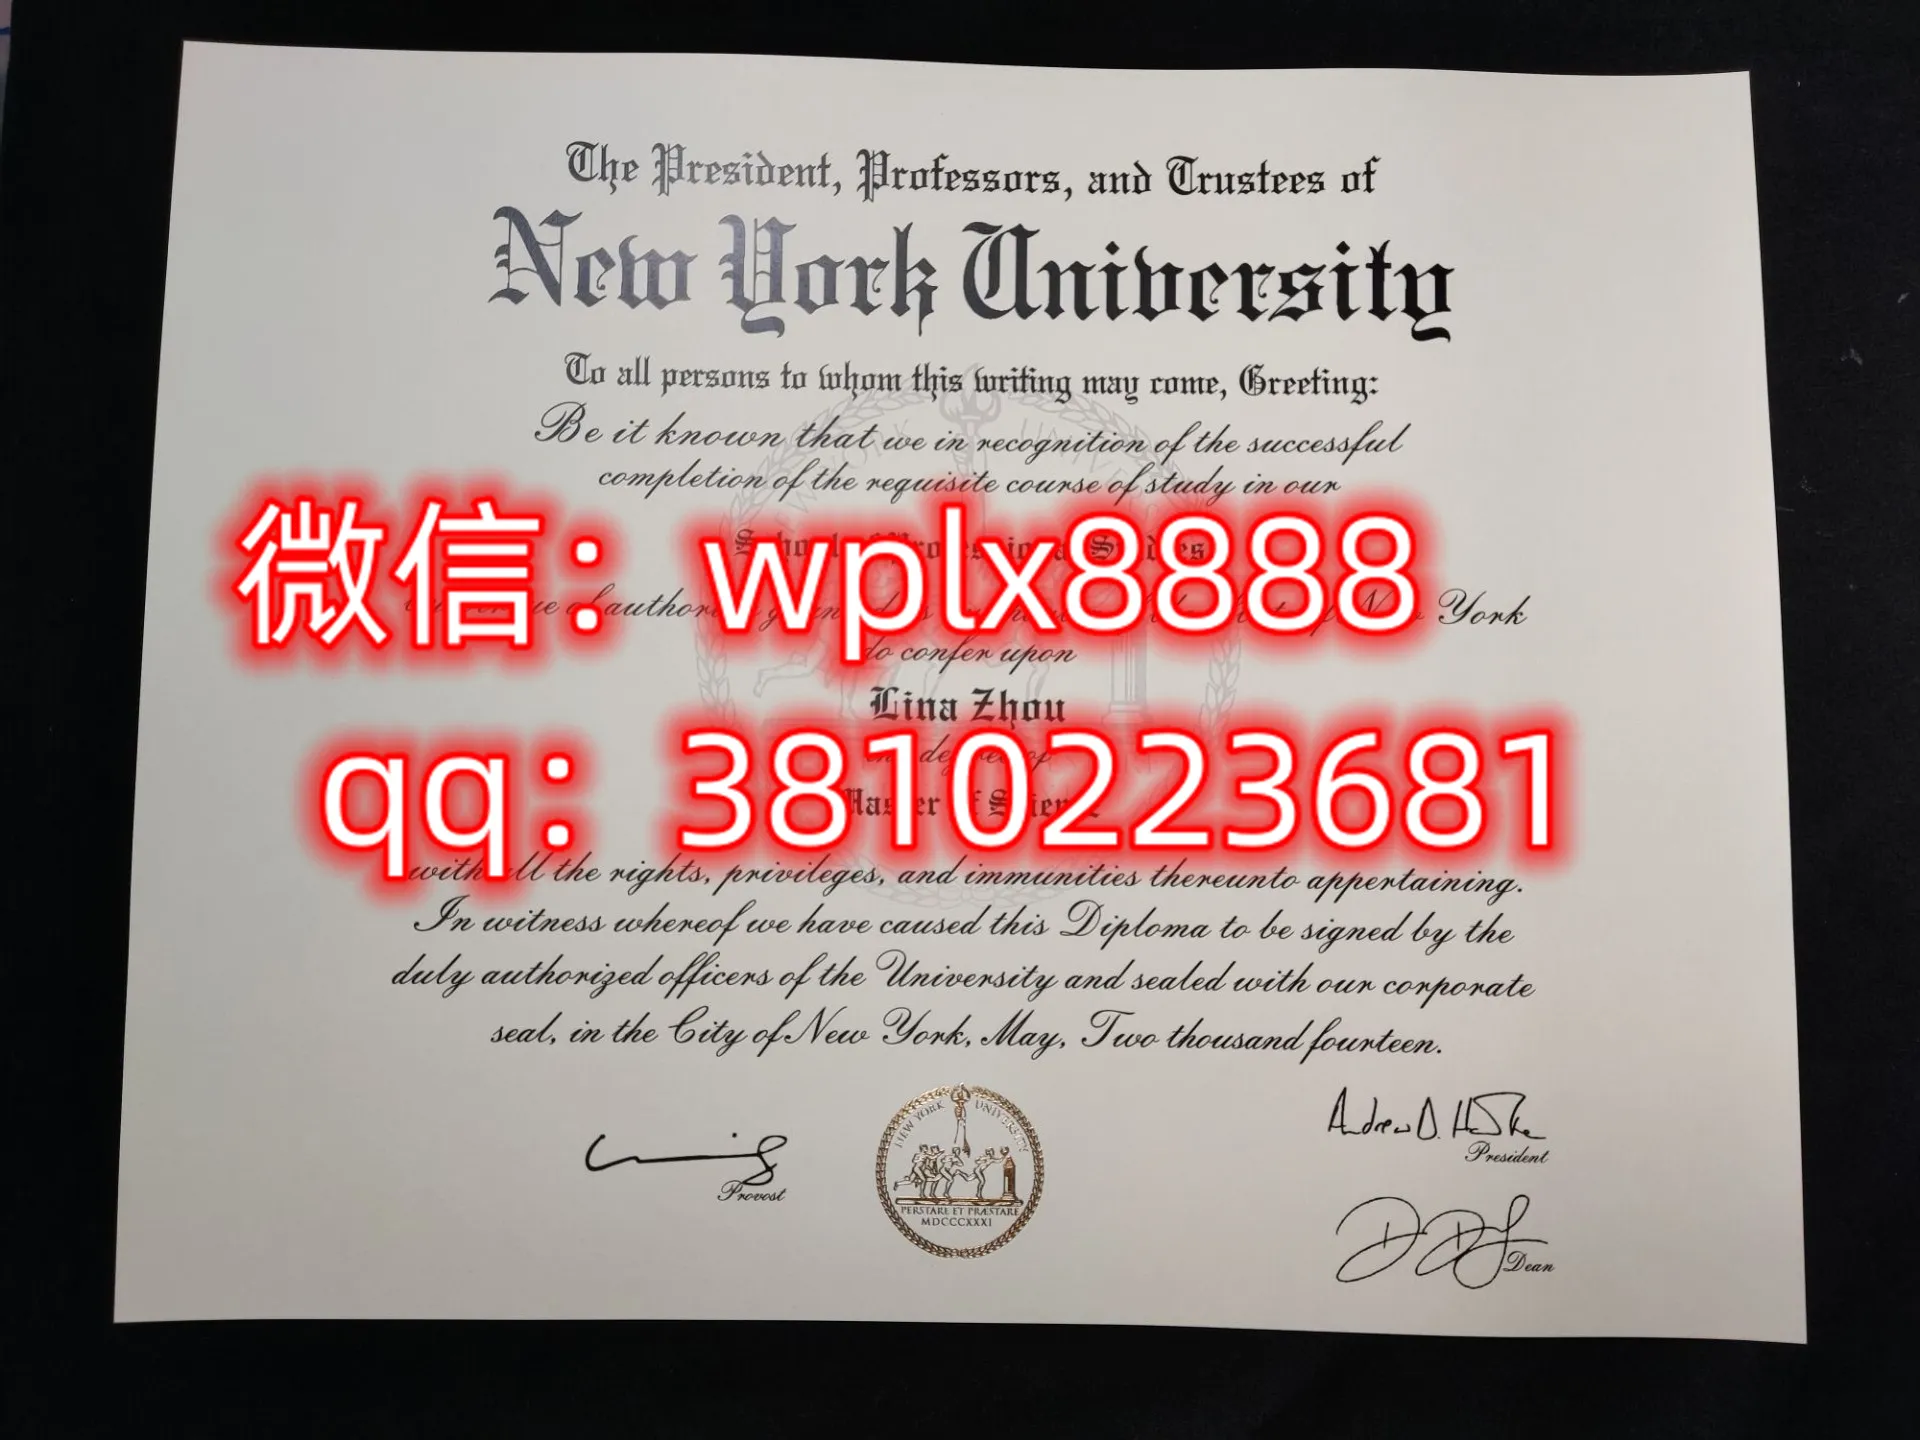 The President, Professors, and Trustees of
New York University
To all persons to whom this writing may come, Greeting:
Be it known that we in recognition of the successful
completion of the requisite course of study in our
微信：wplx8888
York
do confer upon
Lina Zhou
qq：3810223681
with all the rights, privileges, and immunities thereunto appertaining.
In witness whereof we have caused this Diploma to be signed by the
duly authorized officers of the University and sealed with our corporate
seal, in the City of New York, May, Two thousand fourteen.
Provost
NEW YORK UNIVERSITY
PERSTARE ET PRÆSTARE
MDCCCXXXI
President
Dean